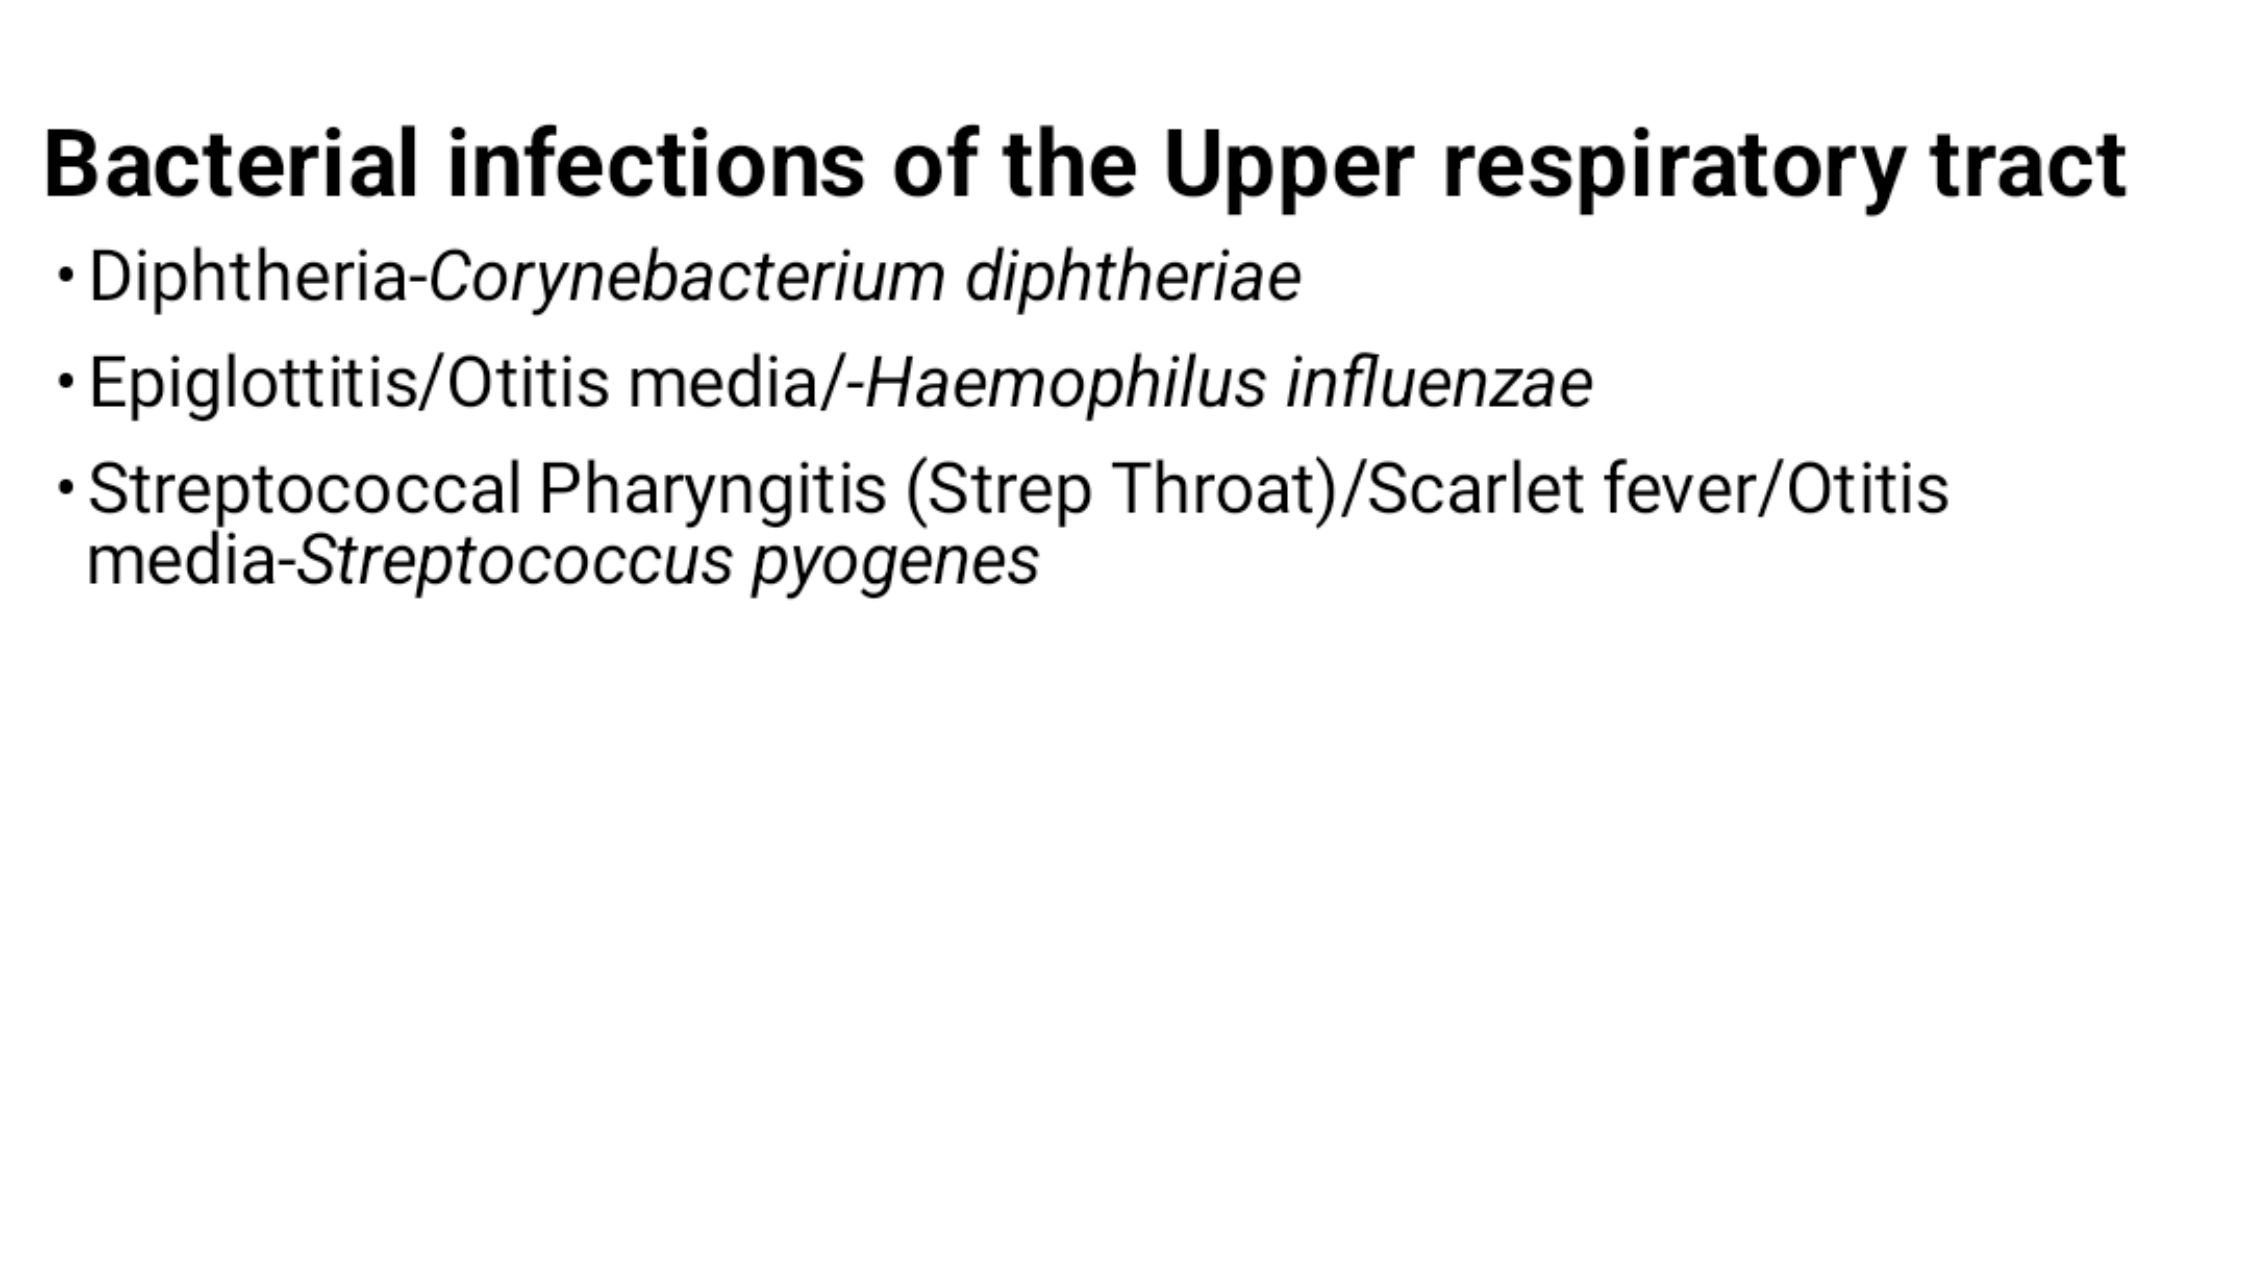 Bacterial infections of the Upper respiratory tract
• Diphtheria-Corynebacterium diphtheriae
• Epiglottitis/Otitis media/-Haemophilus influenzae
• Streptococcal Pharyngitis (Strep Throat)/Scarlet fever/Otitis
media-Streptococcus pyogenes